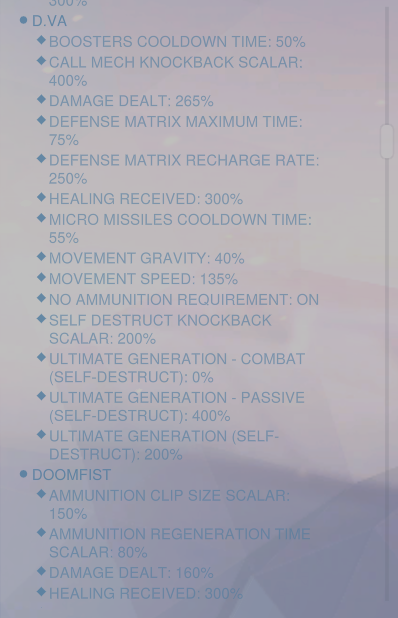 300%
D.VA
BOOSTERS COOLDOWN TIME: 50%
CALL MECH KNOCKBACK SCALAR:
400%
DAMAGE DEALT: 265%
DEFENSE MATRIX MAXIMUM TIME:
75%
DEFENSE MATRIX RECHARGE RATE:
250%
HEALING RECEIVED: 300%
MICRO MISSILES COOLDOWN TIME:
55%
MOVEMENT GRAVITY: 40%
MOVEMENT SPEED: 135%
NO AMMUNITION REQUIREMENT: ON
SELF DESTRUCT KNOCKBACK
SCALAR: 200%
ULTIMATE GENERATION - COMBAT
(SELF-DESTRUCT): 0%
ULTIMATE GENERATION - PASSIVE
(SELF-DESTRUCT): 400%
ULTIMATE GENERATION (SELF-
DESTRUCT): 200%
DOOMFIST
AMMUNITION CLIP SIZE SCALAR:
150%
AMMUNITION REGENERATION TIME
SCALAR: 80%
DAMAGE DEALT: 160%
HEALING RECEIVED: 300%